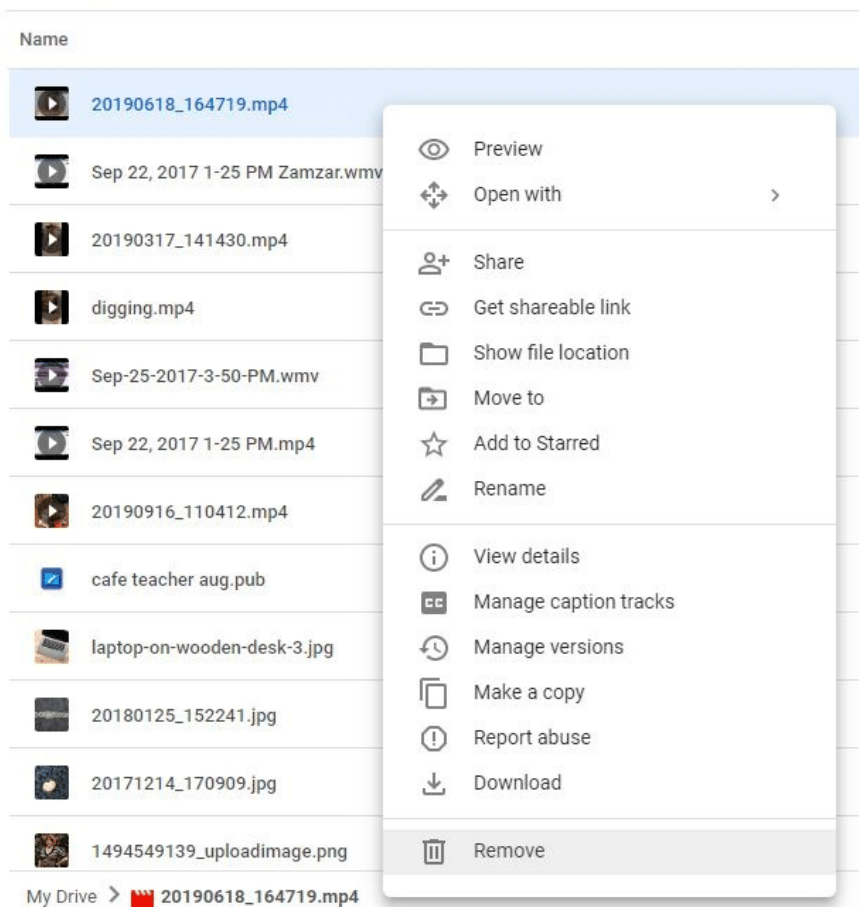 Name
20190618_164719.mp4
Sep 22, 2017 1-25 PM Zamzar.wmv
20190317_141430.mp4
digging.mp4
Sep-25-2017-3-50-PM.wmv
Sep 22, 2017 1-25 PM.mp4
20190916_110412.mp4
cafe teacher aug.pub
laptop-on-wooden-desk-3.jpg
20180125_152241.jpg
20171214_170909.jpg
1494549139_uploadimage.png
My Drive > 20190618_164719.mp4
Preview
Open with
Share
Get shareable link
Show file location
Move to
Add to Starred
Rename
View details
Manage caption tracks
Manage versions
Make a copy
Report abuse
Download
Remove